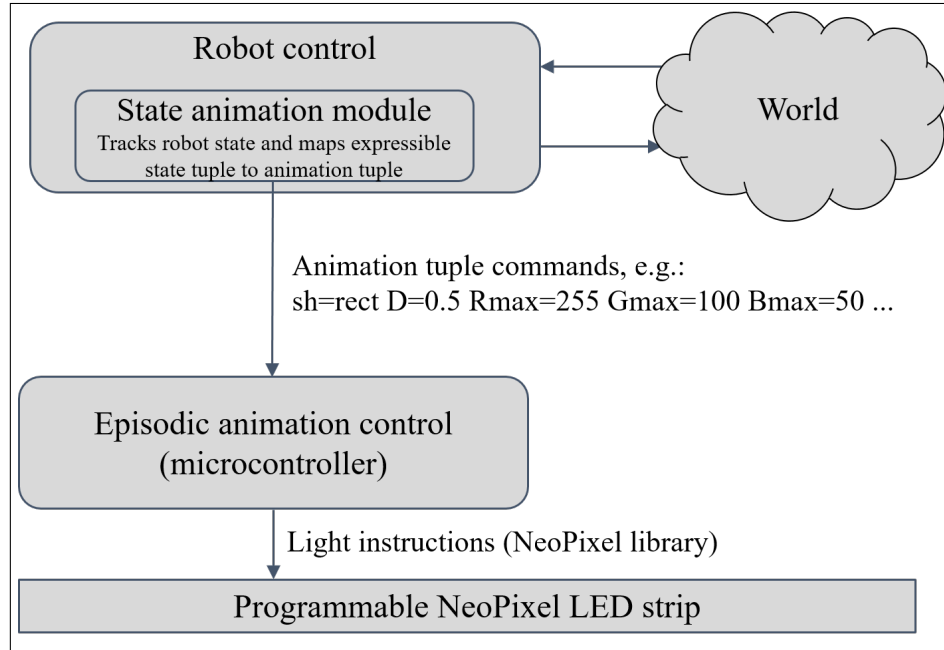 Robot control
State animation module
Tracks robot state and maps expressible
state tuple to animation tuple
World
Animation tuple commands, e.g.:
sh=rect D=0.5 Rmax=255 Gmax=100 Bmax=50 ...
Episodic animation control
(microcontroller)
Light instructions (NeoPixel library)
Programmable NeoPixel LED strip